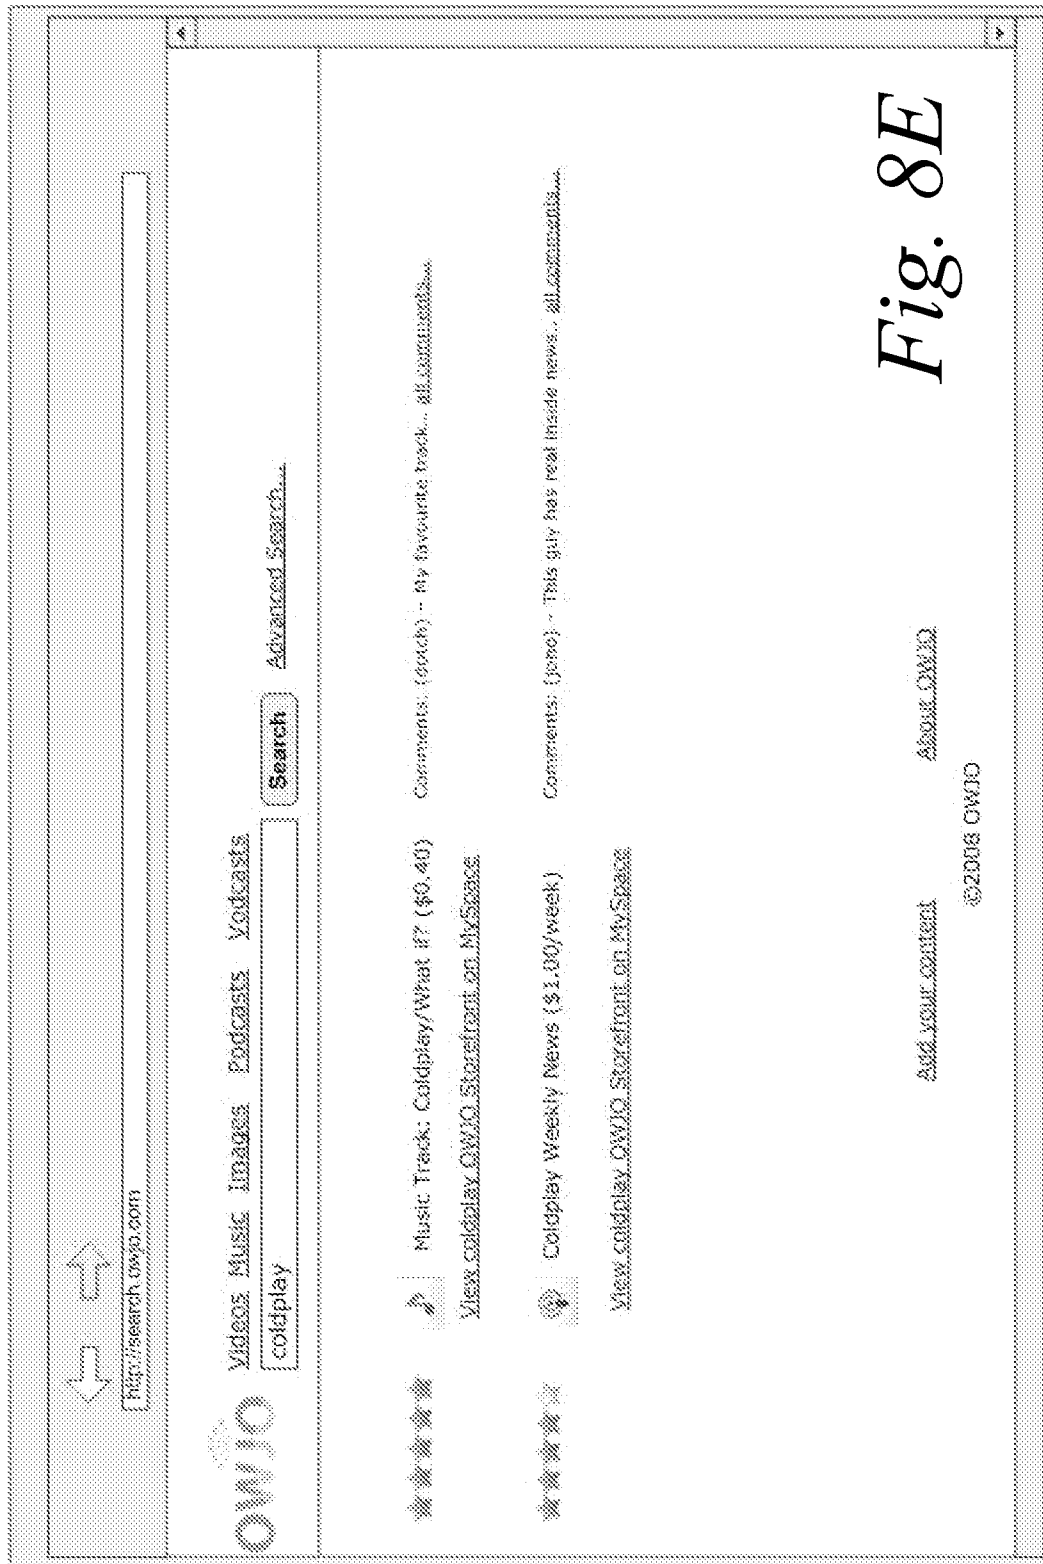 http://search.owjo.com
OWJO
Videos Music Images Podcasts Vodcasts
coldplay Search Advanced Search...
Music Track: Coldplay/What if? ($0.40) Comments: (dutch) - My favourite track... all comments...
View coldplay OWJO Storefront on MySpace
Coldplay Weekly News ($1.00/week) Comments: (jono) - This guy has real inside news.. all comments...
View coldplay OWJO Storefront on MySpace
Add your content About OWJO
©2008 OWJO
Fig. 8E